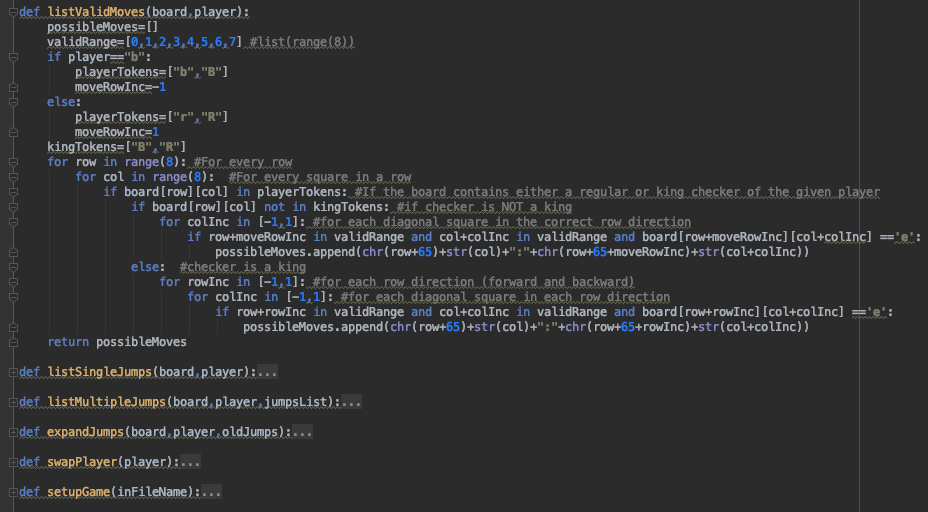 def listValidMoves(board,player):
    possibleMoves=[]
    validRange=[0,1,2,3,4,5,6,7] #list(range(8))
    if player=="b":
        playerTokens=["b","B"]
        moveRowInc=-1
    else:
        playerTokens=["r","R"]
        moveRowInc=1
    kingTokens=["B","R"]
    for row in range(8): #For every row
        for col in range(8):  #For every square in a row
            if board[row][col] in playerTokens: #If the board contains either a regular or king checker of the given player
                if board[row][col] not in kingTokens: #if checker is NOT a king
                    for colInc in [-1,1]: #for each diagonal square in the correct row direction
                        if row+moveRowInc in validRange and col+colInc in validRange and board[row+moveRowInc][col+colInc] =='e':
                            possibleMoves.append(chr(row+65)+str(col)+":"+chr(row+65+moveRowInc)+str(col+colInc))
                else:  #checker is a king
                    for rowInc in [-1,1]: #for each row direction (forward and backward)
                        for colInc in [-1,1]: #for each diagonal square in each row direction
                            if row+rowInc in validRange and col+colInc in validRange and board[row+rowInc][col+colInc] =='e':
                                possibleMoves.append(chr(row+65)+str(col)+":"+chr(row+65+rowInc)+str(col+colInc))
    return possibleMoves
def listSingleJumps(board,player):...
def listMultipleJumps(board,player,jumpsList):...
def expandJumps(board,player,oldJumps):...
def swapPlayer(player):...
def setupGame(inFileName):...